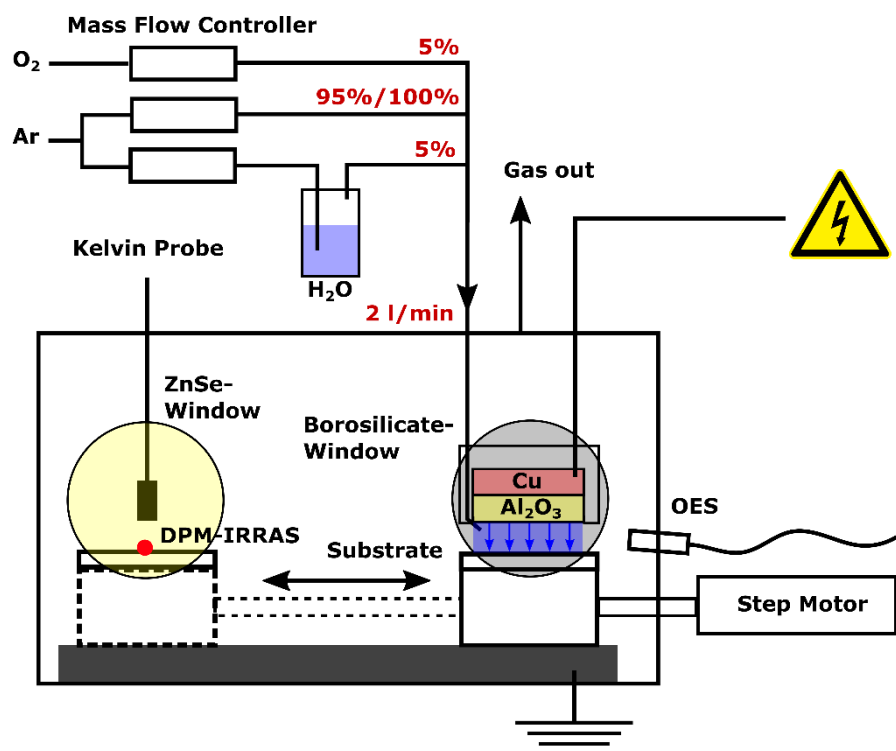 Mass Flow Controller
O₂
5%
95%/100%
Ar
5%
Gas out
Kelvin Probe
H₂O
2 l/min
ZnSe-
Window
Borosilicate-
Window
Cu
Al₂O₃
OES
DPM-IRRAS
Substrate
Step Motor